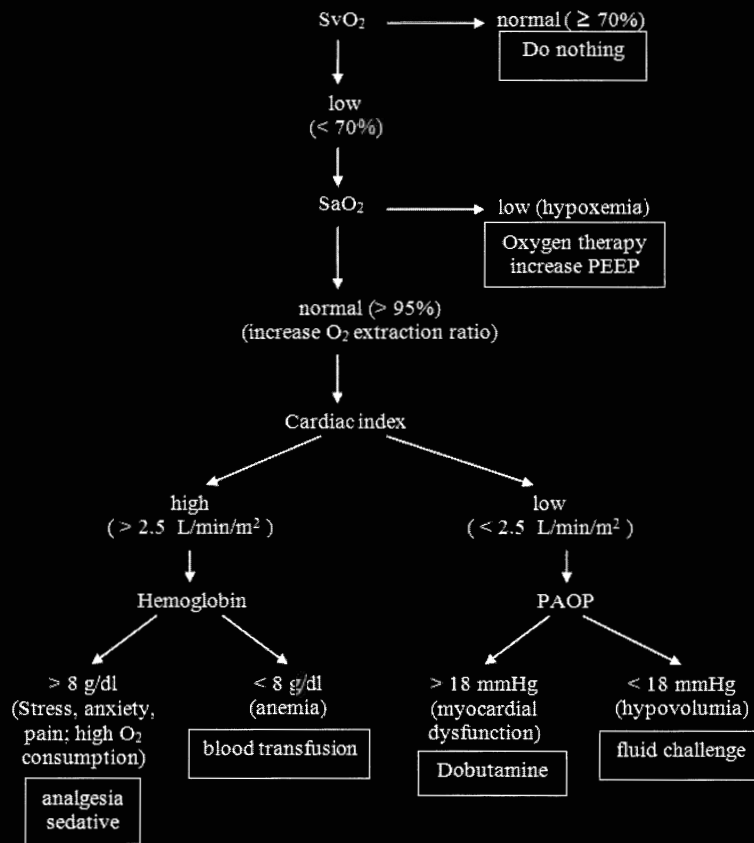 SvO2
normal ( ≥ 70%)
Do nothing
low
(< 70%)
SaO2
low (hypoxemia)
Oxygen therapy
increase PEEP
normal (> 95%)
(increase O2 extraction ratio)
Cardiac index
high
( > 2.5 L/min/m2 )
low
( < 2.5 L/min/m2 )
Hemoglobin
PAOP
> 8 g/dl
(Stress, anxiety,
pain; high O2
consumption)
analgesia
sedative
< 8 g/dl
(anemia)
blood transfusion
> 18 mmHg
(myocardial
dysfunction)
Dobutamine
< 18 mmHg
(hypovolumia)
fluid challenge